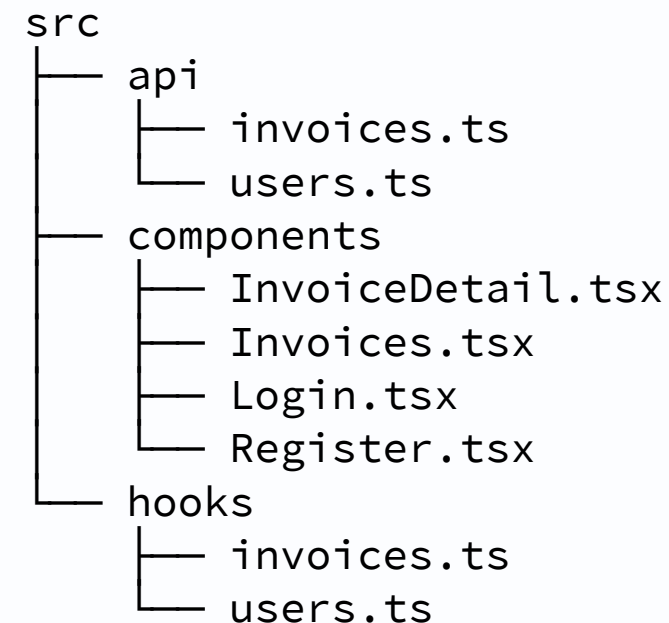 src
├── api
│   ├── invoices.ts
│   └── users.ts
├── components
│   ├── InvoiceDetail.tsx
│   ├── Invoices.tsx
│   ├── Login.tsx
│   └── Register.tsx
└── hooks
    ├── invoices.ts
    └── users.ts